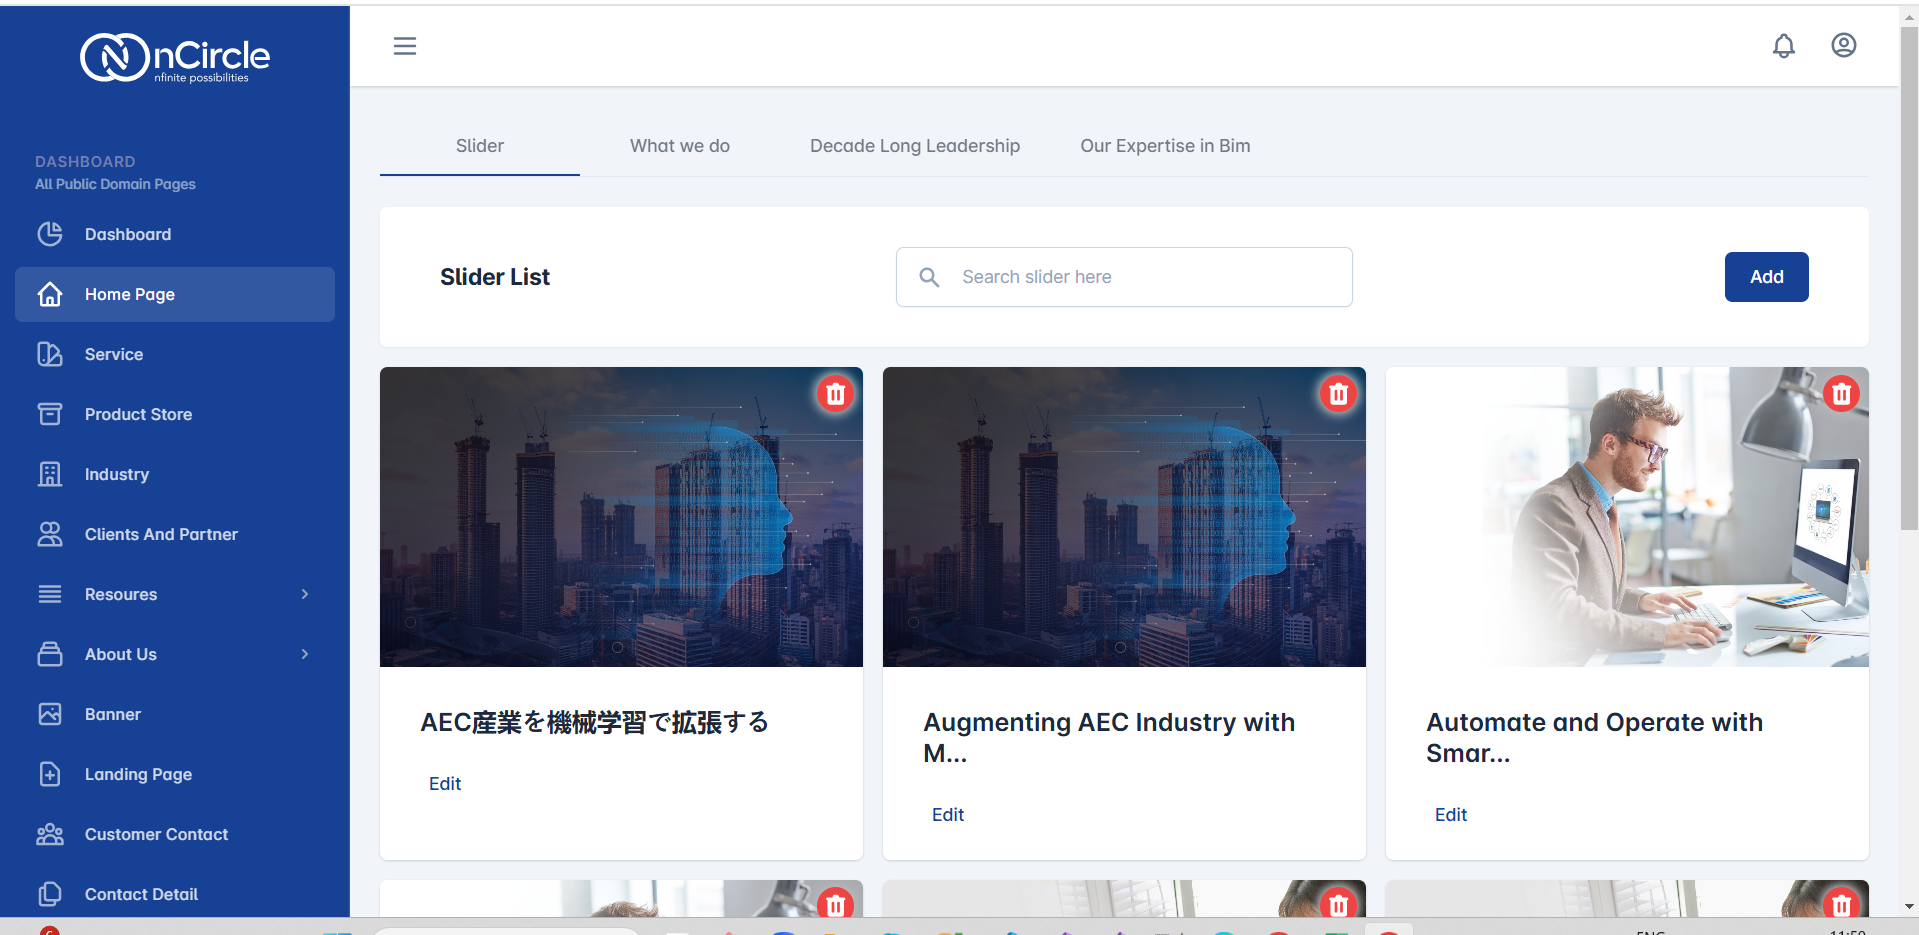 nCircle
nfinite possibilities
DASHBOARD
All Public Domain Pages
Dashboard
Home Page
Service
Product Store
Industry
Clients And Partner
Resoures
About Us
Banner
Landing Page
Customer Contact
Contact Detail
Slider
What we do
Decade Long Leadership
Our Expertise in Bim
Slider List
Search slider here
Add
AEC産業を機械学習で拡張する
Edit
Augmenting AEC Industry with
M...
Edit
Automate and Operate with
Smar...
Edit